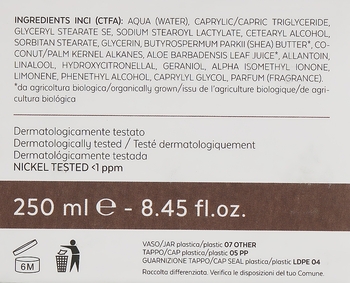 INGREDIENTS INCI (CTFA): AQUA (WATER), CAPRYLIC/CAPRIC TRIGLYCERIDE,
GLYCERYL STEARATE SE, SODIUM STEAROYL LACTYLATE, CETEARYL ALCOHOL,
SORBITAN STEARATE, GLYCERIN, BUTYROSPERMUM PARKII (SHEA) BUTTER*, CO-
CONUT/PALM KERNEL ALKANES, ALOE BARBADENSIS LEAF JUICE*, ALLANTOIN,
LINALOOL, HYDROXYCITRONELLAL, GERANIOL, ALPHA ISOMETHYL IONONE,
LIMONENE, PHENETHYL ALCOHOL, CAPRYLYL GLYCOL, PARFUM (FRAGRANCE).
*da agricoltura biologica/organically grown/issu de l'agriculture biologique/de agri-
cultura biológica
Dermatologicamente testato
Dermatologically tested / Testé dermatologiquement
Dermatológicamente testada
NICKEL TESTED <1 ppm
250 ml e - 8.45 fl.oz.
6M
VASO/JAR plastica/plastic 07 OTHER
TAPPO/CAP plastica/plastic 05 PP
GUARNIZIONE TAPPO/CAP SEAL plastica/plastic LDPE 04
Raccolta differenziata. Verifica le disposizioni del tuo Comune.